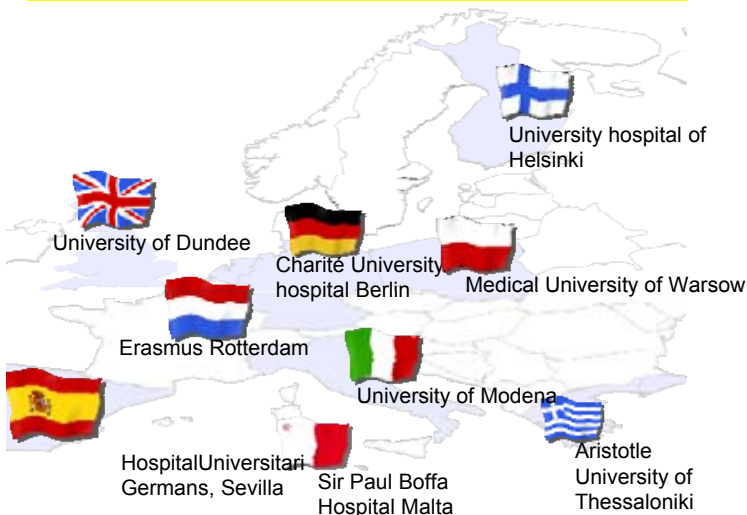 University hospital of
Helsinki
University of Dundee
Charité University
hospital Berlin
Medical University of Warsow
Erasmus Rotterdam
University of Modena
HospitalUniversitari
Germans, Sevilla
Sir Paul Boffa
Hospital Malta
Aristotle
University of
Thessaloniki